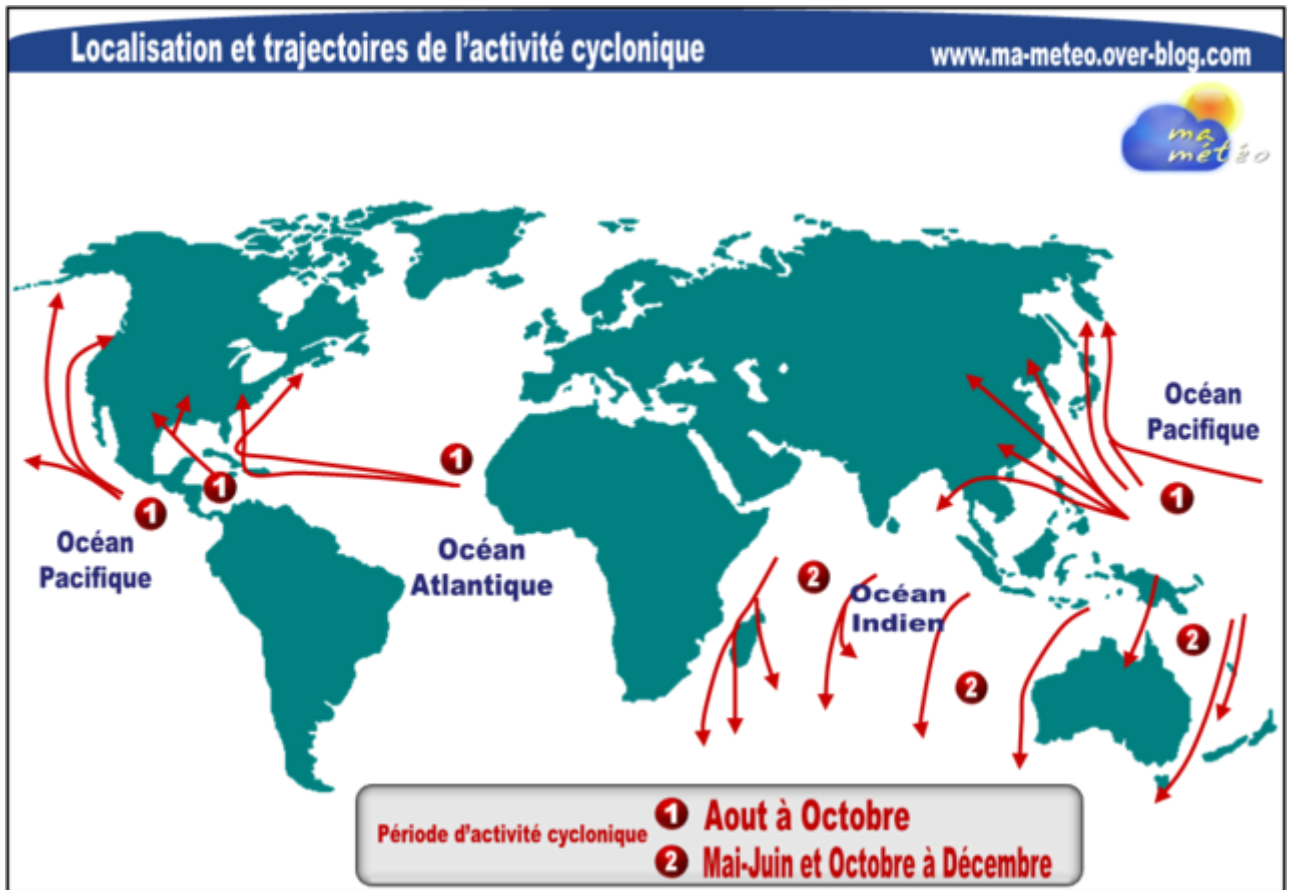 Localisation et trajectoires de l'activité cyclonique
www.ma-meteo.over-blog.com
ma
météo
Océan
Pacifique
1
1
1
1
Océan
Pacifique
Océan
Atlantique
2
Océan
Indien
2
2
Période d'activité cyclonique
1 Aout à Octobre
2 Mai-Juin et Octobre à Décembre